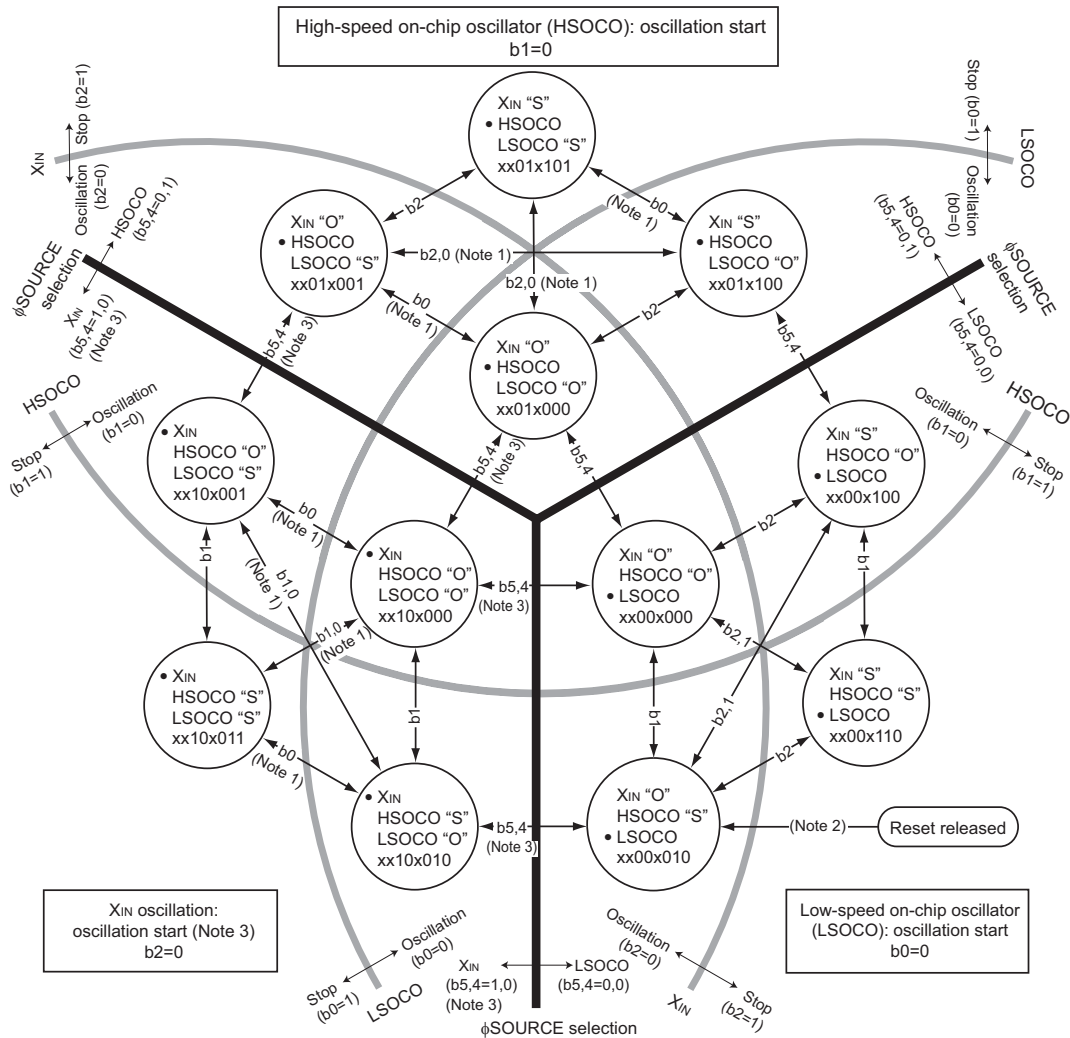 High-speed on-chip oscillator (HSOCO): oscillation start
b1=0
XIN
Stop (b2=1)
Oscillation
(b2=0)
HSOCO
(b5,4=0,1)
ϕSOURCE
selection
XIN
(b5,4=1,0)
(Note 3)
LSOCO
Stop (b0=1)
Oscillation
(b0=0)
HSOCO
(b5,4=0,1)
ϕSOURCE
selection
LSOCO
(b5,4=0,0)
XIN “S”
• HSOCO
LSOCO “S”
xx01x101
b2
b0
(Note 1)
XIN “O”
• HSOCO
LSOCO “S”
xx01x001
b2,0 (Note 1)
b2,0 (Note 1)
XIN “S”
• HSOCO
LSOCO “O”
xx01x100
b0
(Note 1)
b2
XIN “O”
• HSOCO
LSOCO “O”
xx01x000
b5,4
(Note 3)
b5,4
b5,4
(Note 3)
b5,4
HSOCO
Oscillation
(b1=0)
Stop
(b1=1)
HSOCO
Oscillation
(b1=0)
Stop
(b1=1)
• XIN
HSOCO “O”
LSOCO “S”
xx10x001
XIN “S”
HSOCO “O”
• LSOCO
xx00x100
b0
(Note 1)
b2
• XIN
HSOCO “O”
LSOCO “O”
xx10x000
b5,4
(Note 3)
XIN “O”
HSOCO “O”
• LSOCO
xx00x000
b1
b1,0
(Note 1)
b1,0
(Note 1)
b2,1
b1
b2,1
• XIN
HSOCO “S”
LSOCO “S”
xx10x011
XIN “S”
HSOCO “S”
• LSOCO
xx00x110
b1
b1
b0
(Note 1)
b2
• XIN
HSOCO “S”
LSOCO “O”
xx10x010
b5,4
(Note 3)
XIN “O”
HSOCO “S”
• LSOCO
xx00x010
(Note 2)
Reset released
XIN oscillation:
oscillation start (Note 3)
b2=0
Low-speed on-chip oscillator
(LSOCO): oscillation start
b0=0
Oscillation
(b0=0)
Stop
(b0=1)
LSOCO
XIN
(b5,4=1,0)
(Note 3)
LSOCO
(b5,4=0,0)
Oscillation
(b2=0)
Stop
(b2=1)
XIN
ϕSOURCE selection